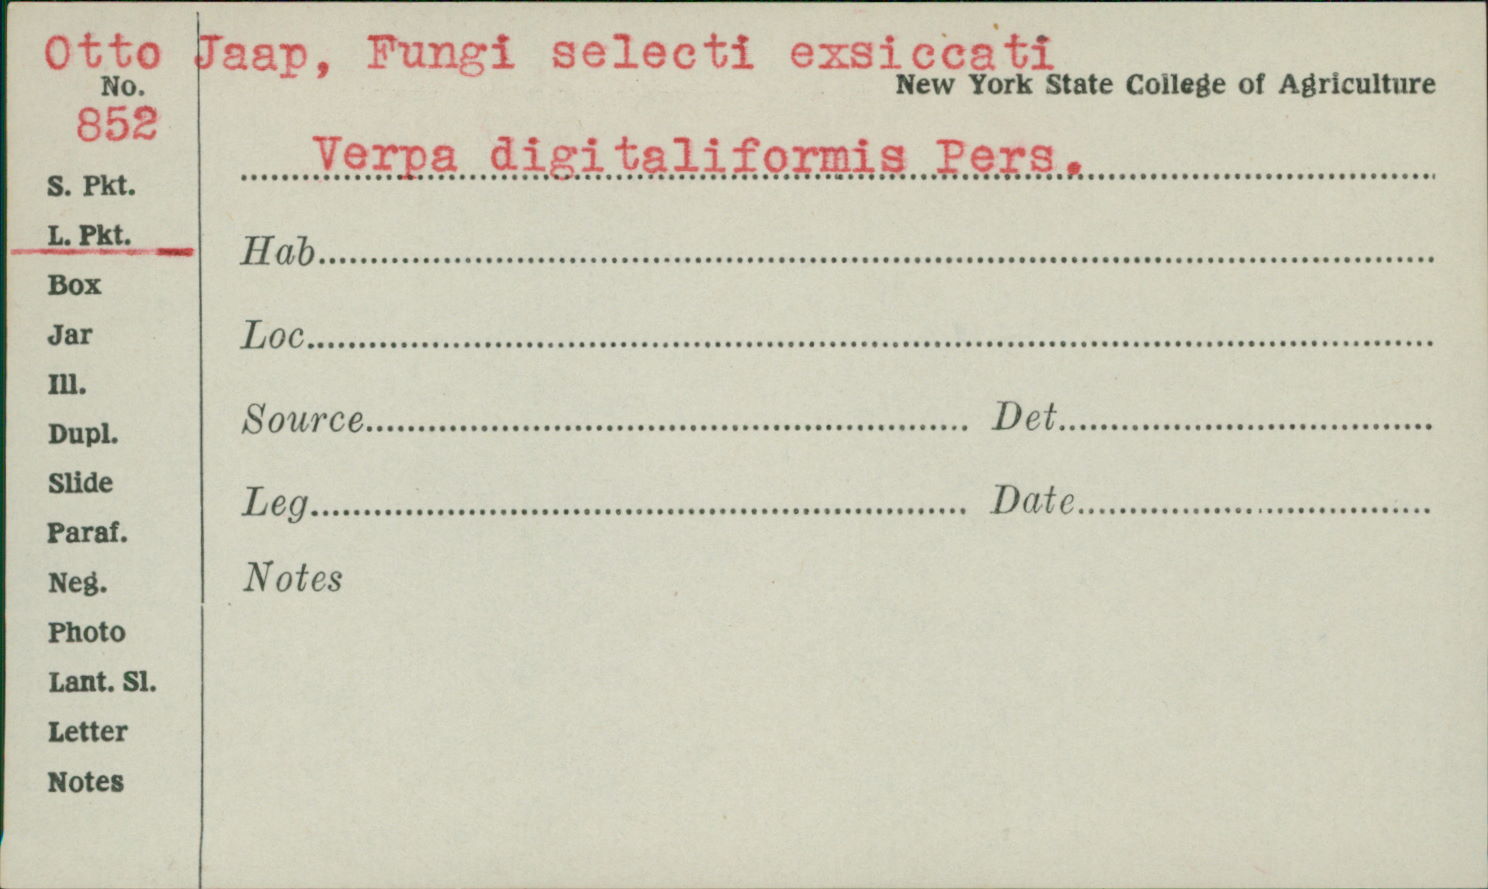 Otto Jaap, Fungi selecti exsiccati
New York State College of Agriculture
No.
852
Verpa digitaliformis Pers.
S. Pkt.
L. Pkt.
Box
Jar
Ill.
Dupl.
Slide
Paraf.
Neg.
Photo
Lant. Sl.
Letter
Notes
Hab
Loc
Source Det
Leg Date
Notes